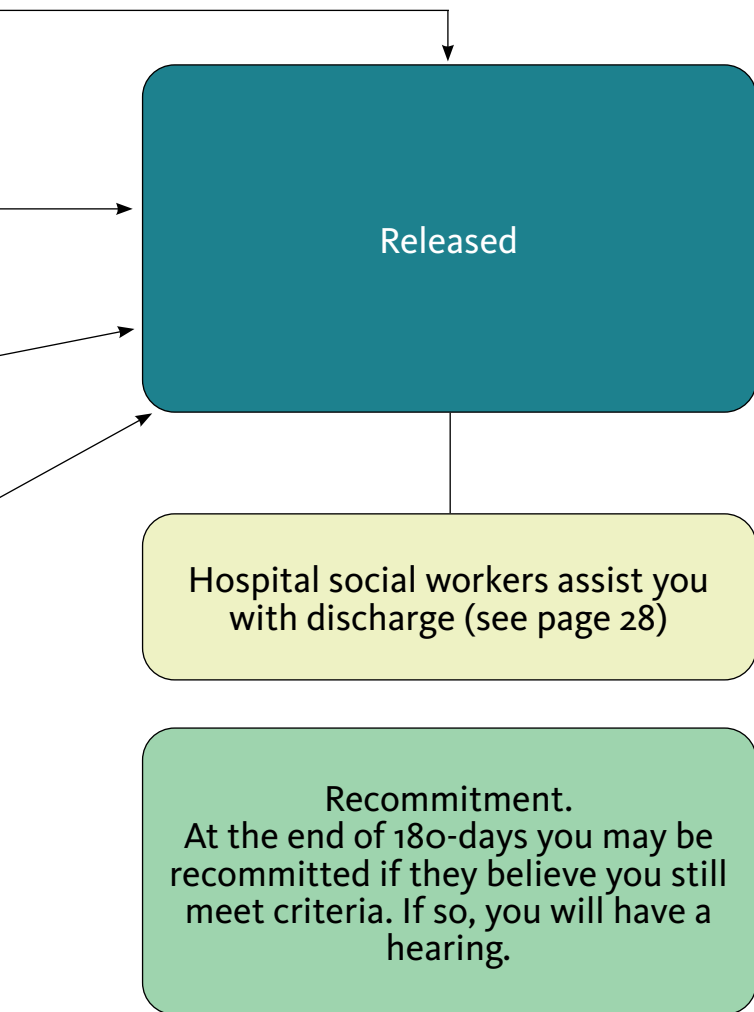 Released
Hospital social workers assist you
with discharge (see page 28)
Recommitment.
At the end of 180-days you may be
recommitted if they believe you still
meet criteria. If so, you will have a
hearing.